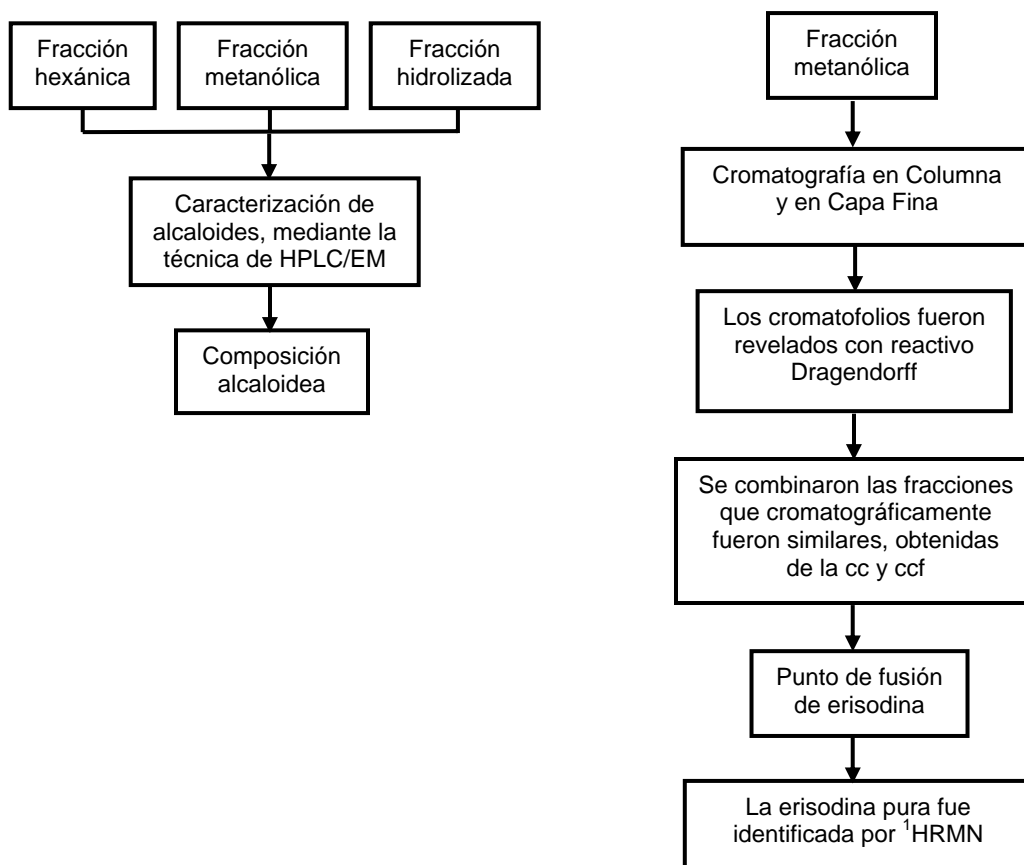 Fracción
hexánica
Fracción
metanólica
Fracción
hidrolizada
Caracterización de
alcaloides, mediante la
técnica de HPLC/EM
Composición
alcaloidea
Fracción
metanólica
Cromatografía en Columna
y en Capa Fina
Los cromatofolios fueron
revelados con reactivo
Dragendorff
Se combinaron las fracciones
que cromatográficamente
fueron similares, obtenidas
de la cc y ccf
Punto de fusión
de erisodina
La erisodina pura fue
identificada por ¹HRMN